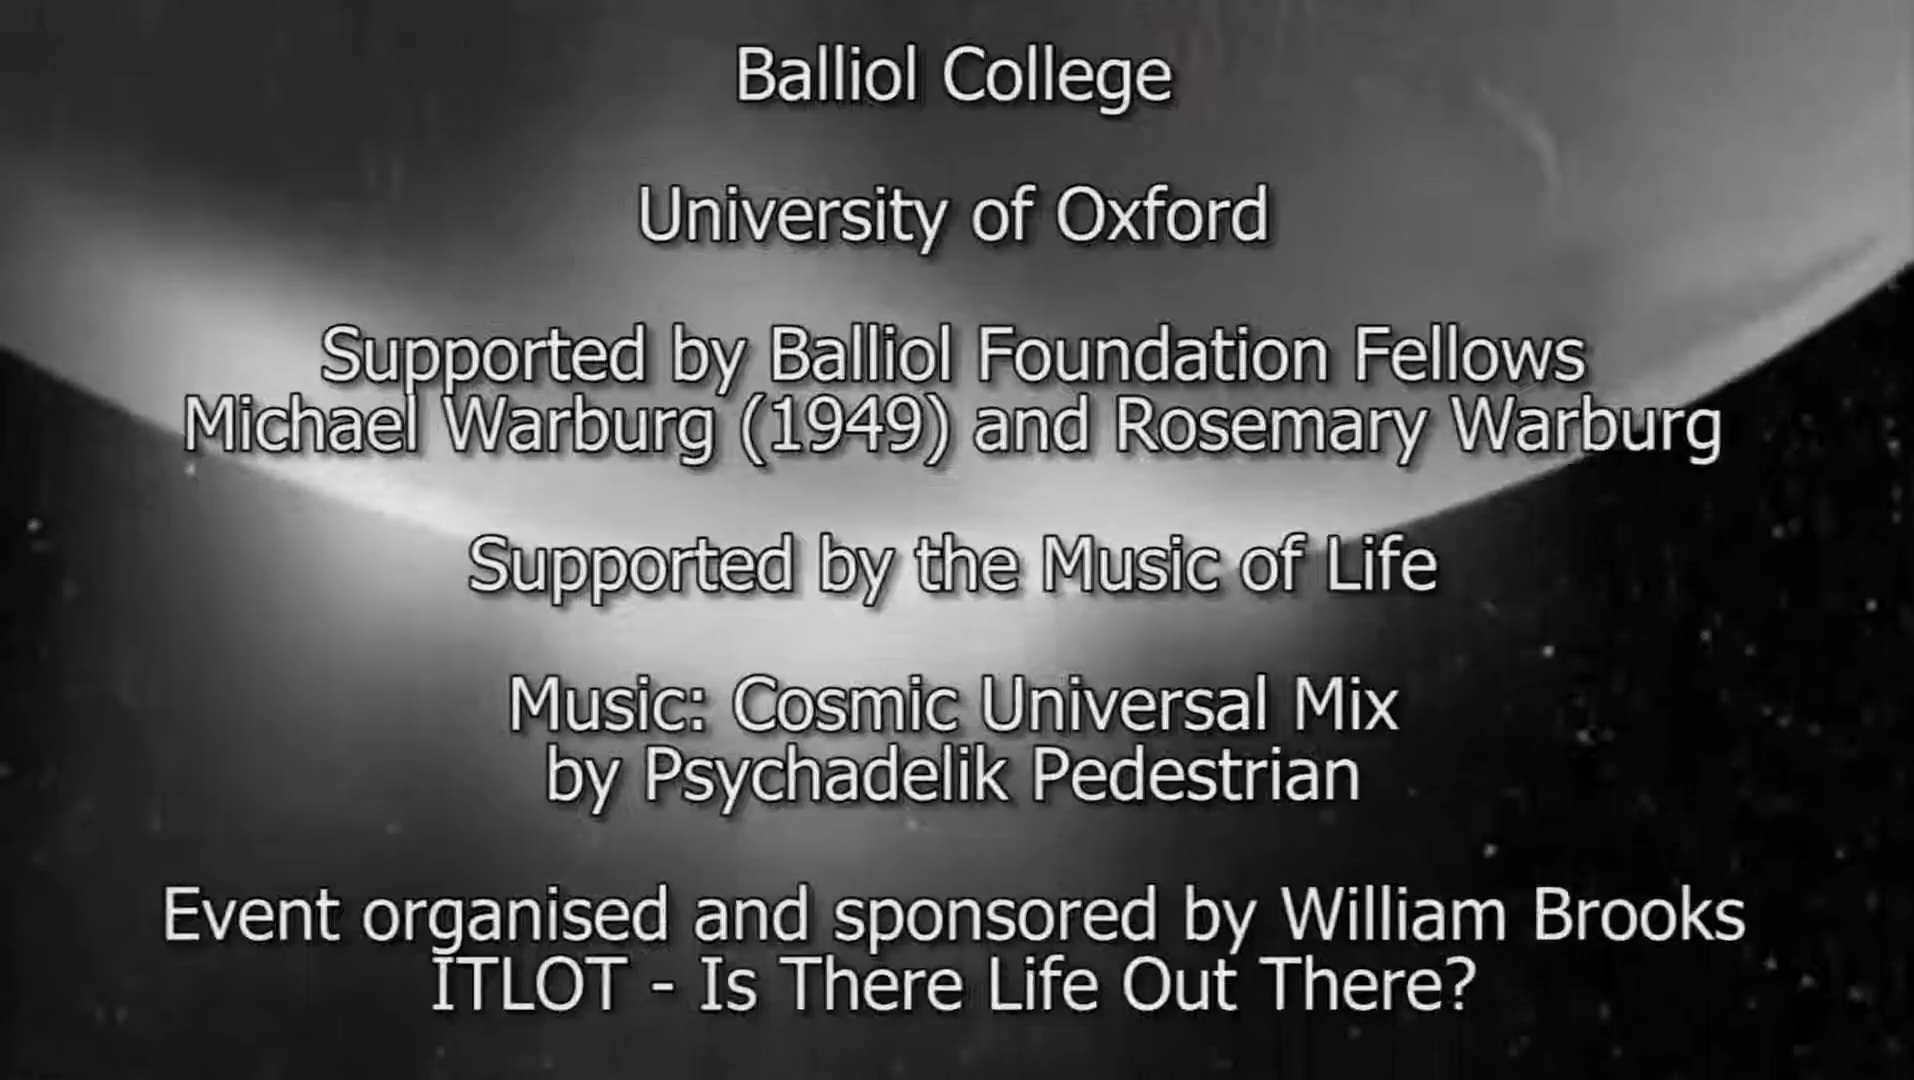 Balliol College
University of Oxford
Supported by Balliol Foundation Fellows
Michael Warburg (1949) and Rosemary Warburg
Supported by the Music of Life
Music: Cosmic Universal Mix
by Psychadelik Pedestrian
Event organised and sponsored by William Brooks
ITLOT - Is There Life Out There?